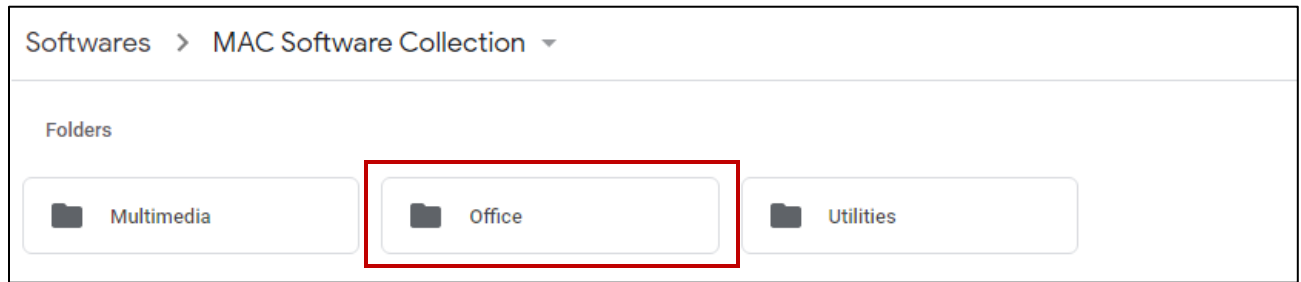 Softwares > MAC Software Collection
Folders
Multimedia
Office
Utilities